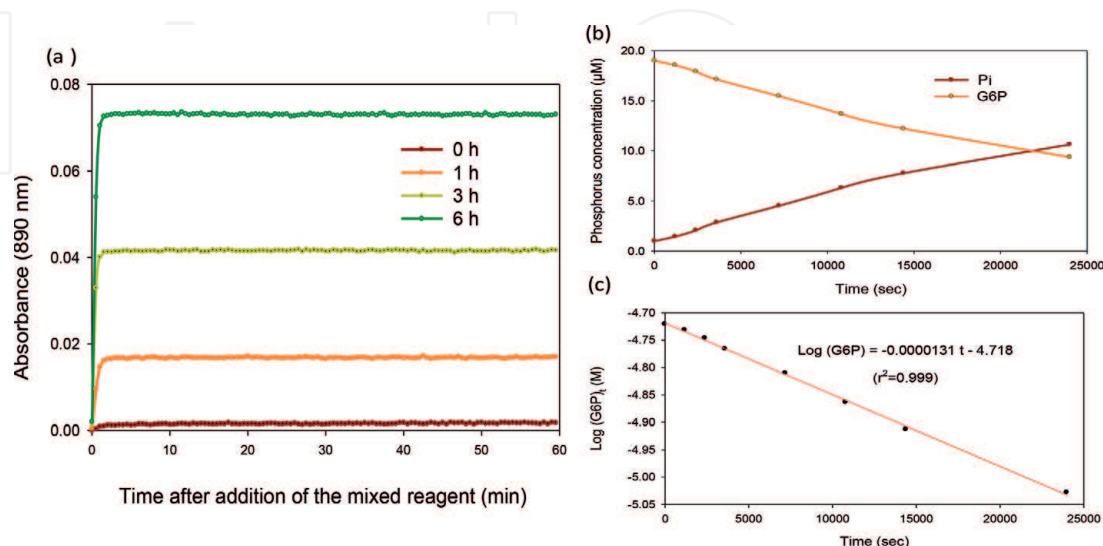 (a )
Absorbance (890 nm)
0.08
0.06
0.04
0.02
0.00
0 h
1 h
3 h
6 h
0 10 20 30 40 50 60
Time after addition of the mixed reagent (min)
(b)
Phosphorus concentration (µM)
20.0
15.0
10.0
5.0
0.0
Pi
G6P
0 5000 10000 15000 20000 25000
Time (sec)
(c)
Log (G6P)t (M)
-4.70
-4.75
-4.80
-4.85
-4.90
-4.95
-5.00
-5.05
Log (G6P) = -0.0000131 t - 4.718
(r²=0.999)
0 5000 10000 15000 20000 25000
Time (sec)